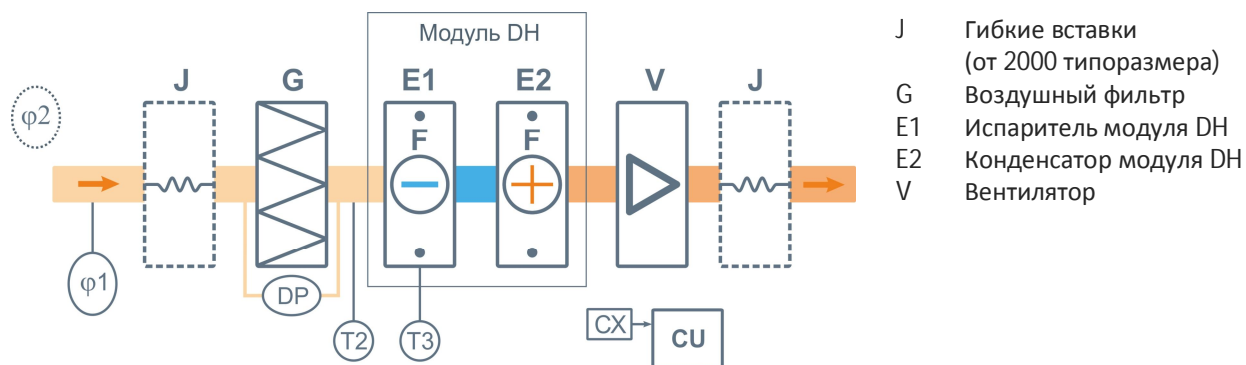 Модуль DH
J
G
E1
E2
V
J
φ2
F
F
φ1
DP
T2
T3
CX
CU
J Гибкие вставки
(от 2000 типоразмера)
G Воздушный фильтр
E1 Испаритель модуля DH
E2 Конденсатор модуля DH
V Вентилятор